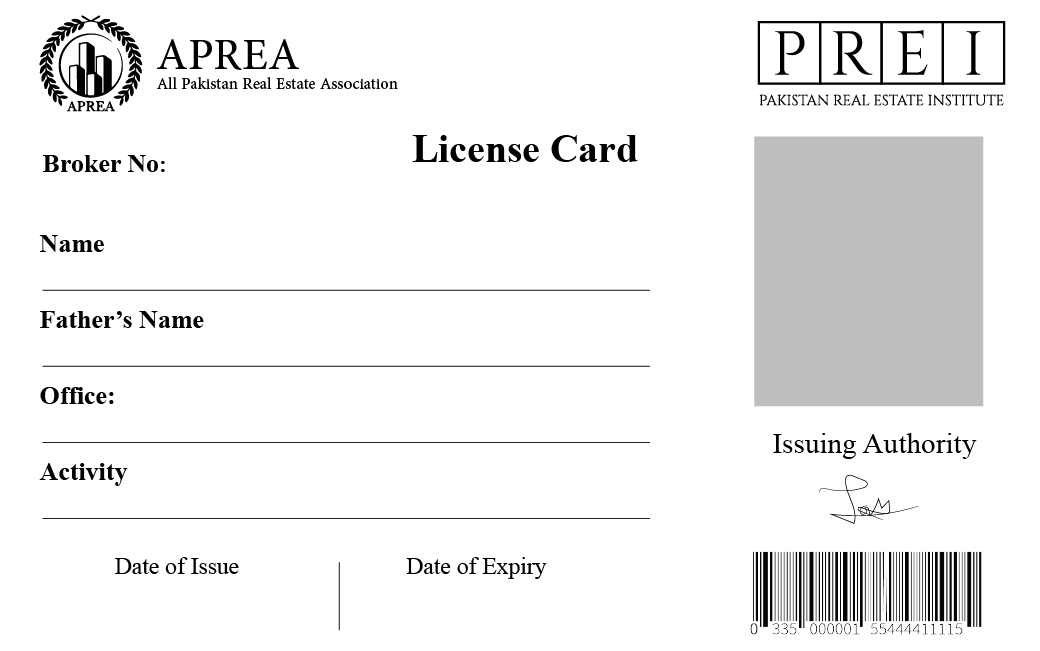 APREA
APREA
All Pakistan Real Estate Association
PREI
PAKISTAN REAL ESTATE INSTITUTE
License Card
Broker No:
Name
Father’s Name
Office:
Activity
Issuing Authority
Date of Issue
Date of Expiry
0 335 000001 55444411115